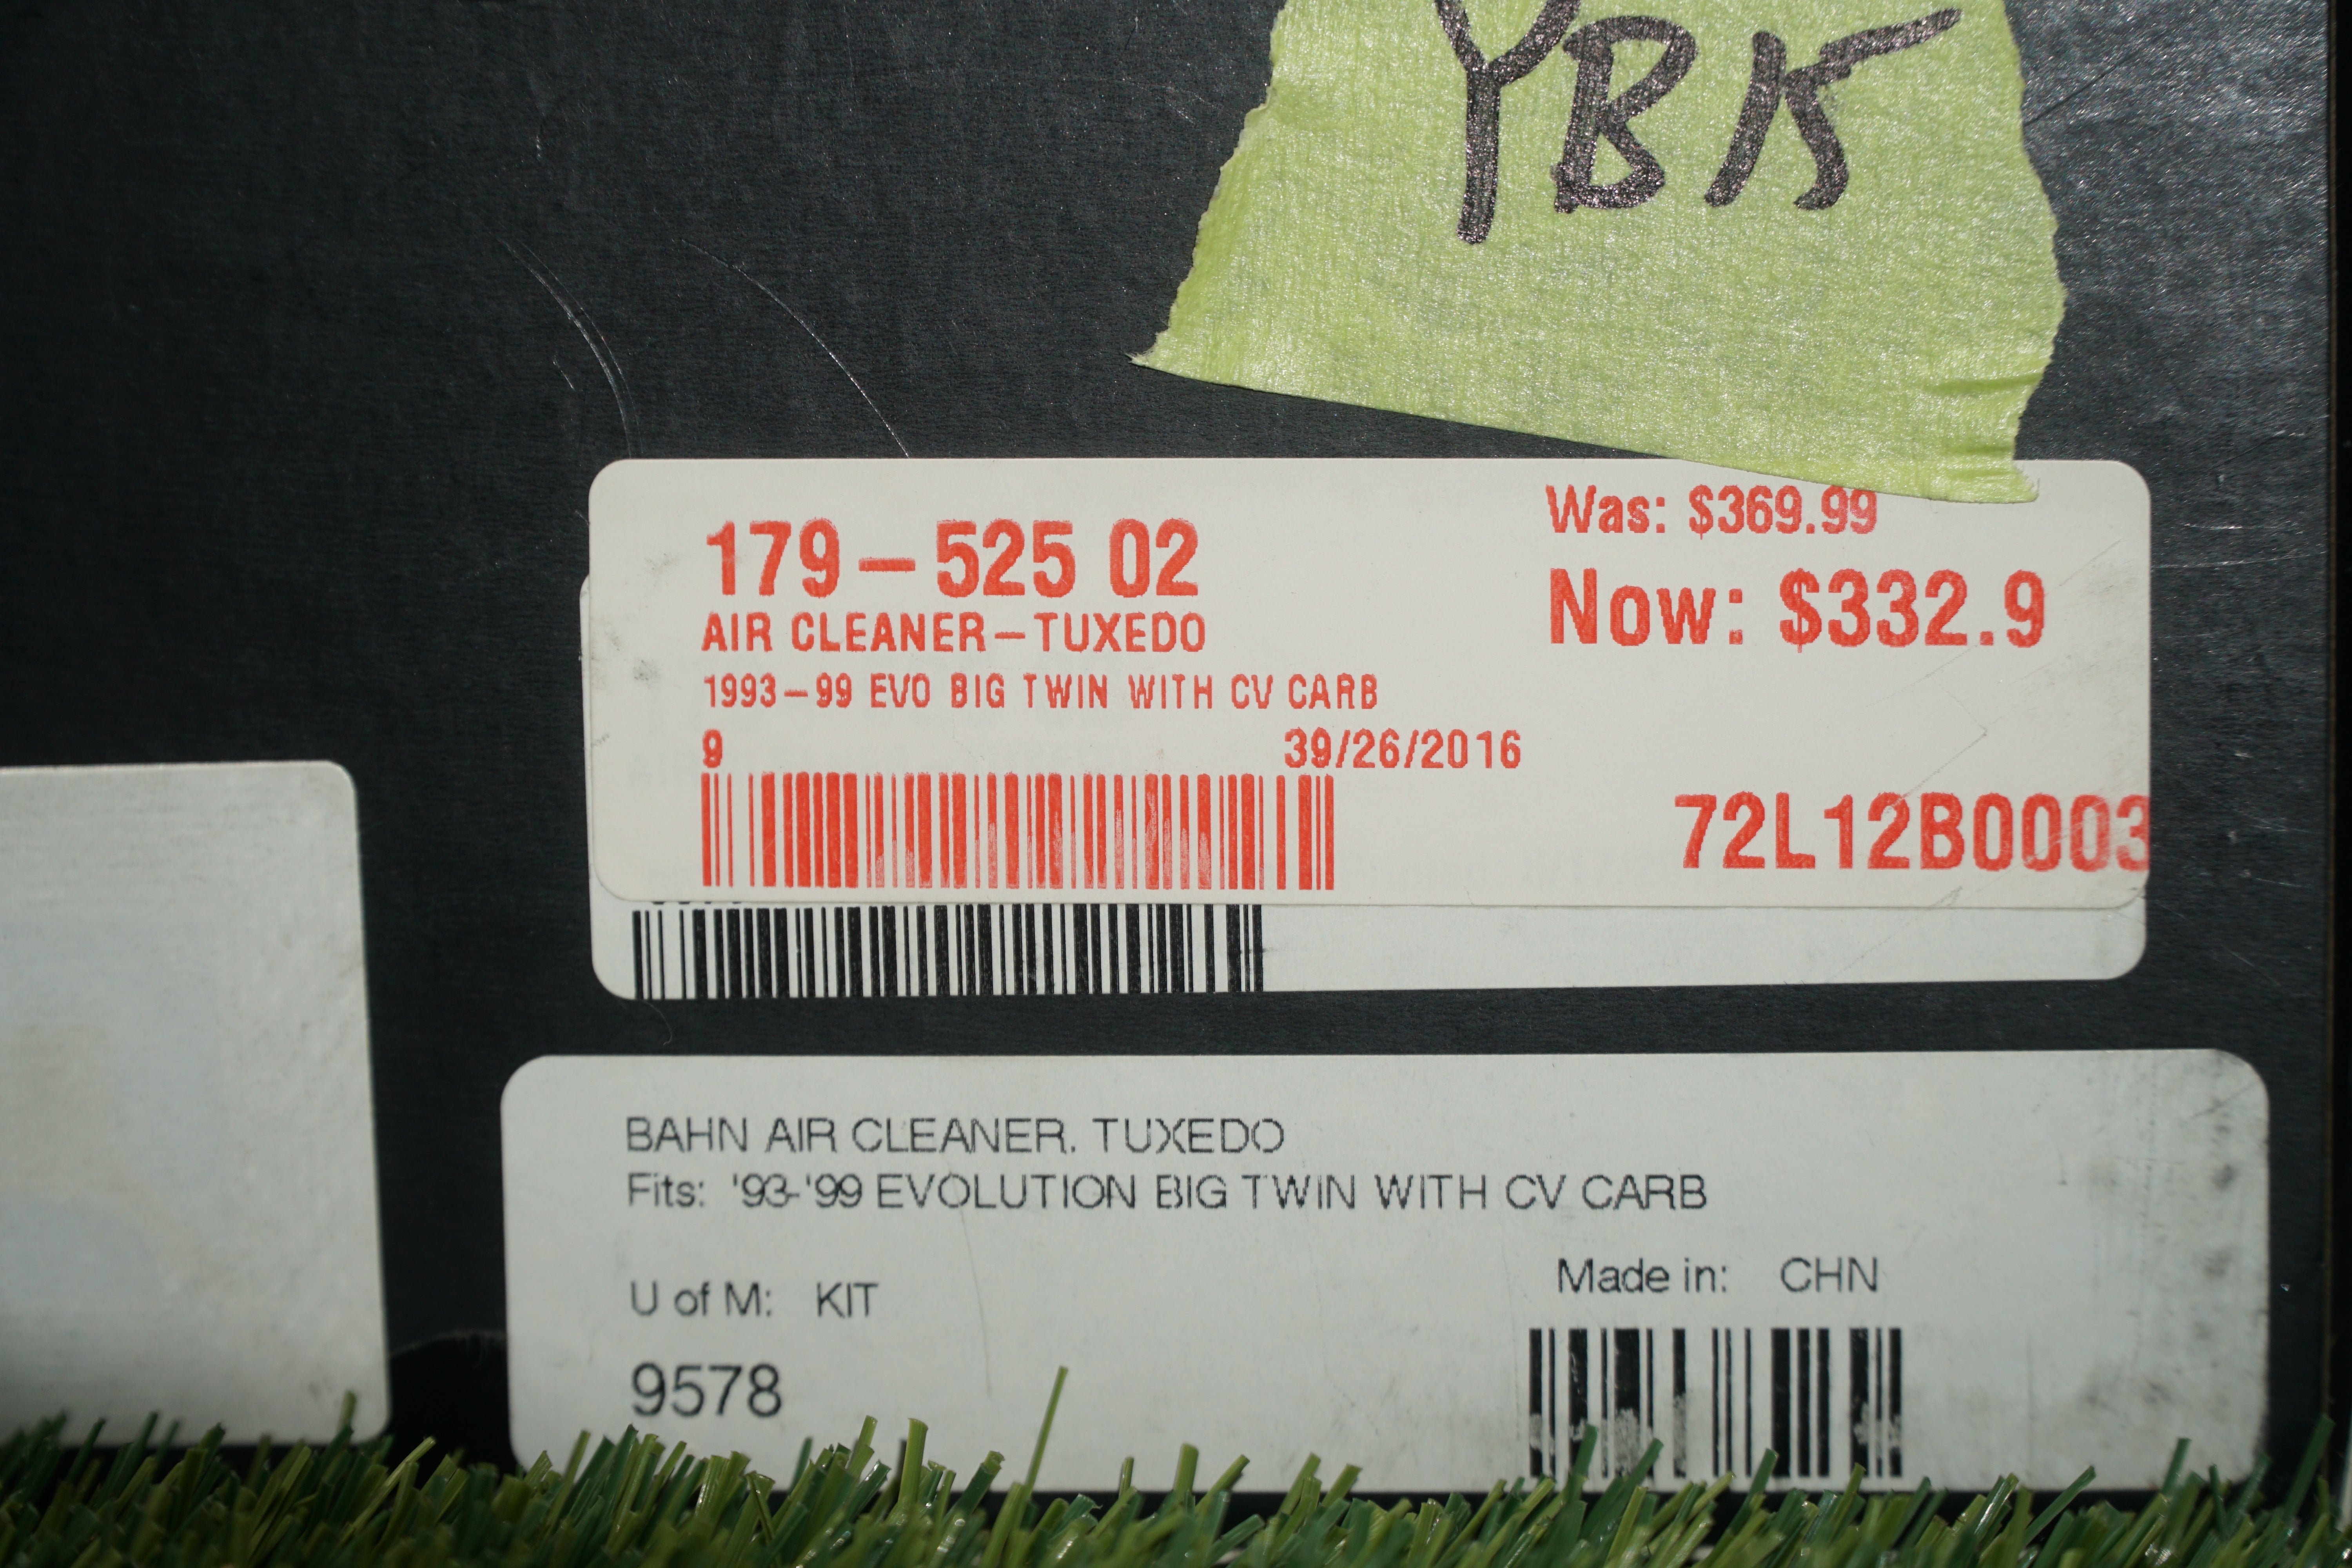 YB15
179-525 02
Was: $369.99
Now: $332.9
AIR CLEANER-TUXEDO
1993-99 EVO BIG TWIN WITH CV CARB
9 39/26/2016
72L12B0003
BAHN AIR CLEANER. TUXEDO
Fits: '93-'99 EVOLUTION BIG TWIN WITH CV CARB
Made in: CHN
U of M: KIT
9578